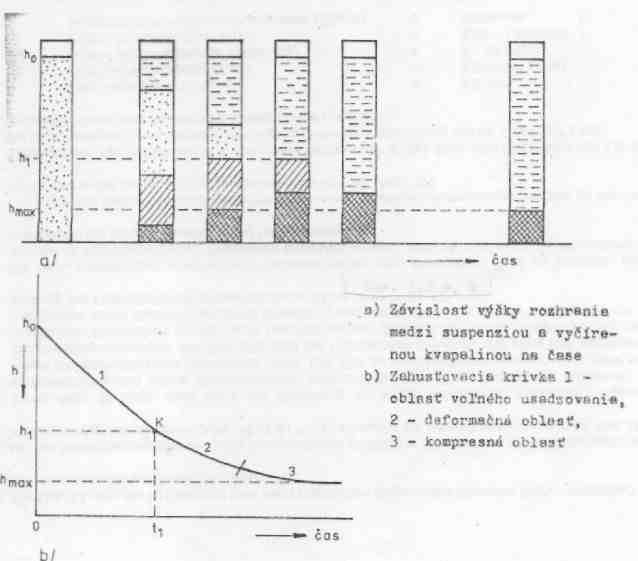 h₀
h₁
hmax
a/
čas
h₀
h
h₁
hmax
1
K
2
3
0
t₁
čas
b/
a) Závislosť výšky rozhrania
medzi suspenziou a vyčíre-
nou kvapalinou na čase
b) Zahusťovacia krivka 1 -
oblasť voľného usadzovania,
2 - deformačná oblasť,
3 - kompresná oblasť